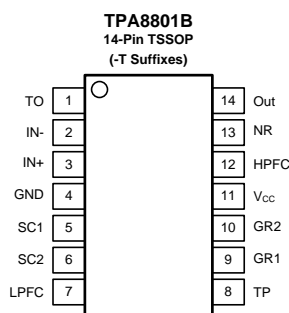 TPA8801B
14-Pin TSSOP
(-T Suffixes)
TO 1 14 Out
IN- 2 13 NR
IN+ 3 12 HPFC
GND 4 11 VCC
SC1 5 10 GR2
SC2 6 9 GR1
LPFC 7 8 TP